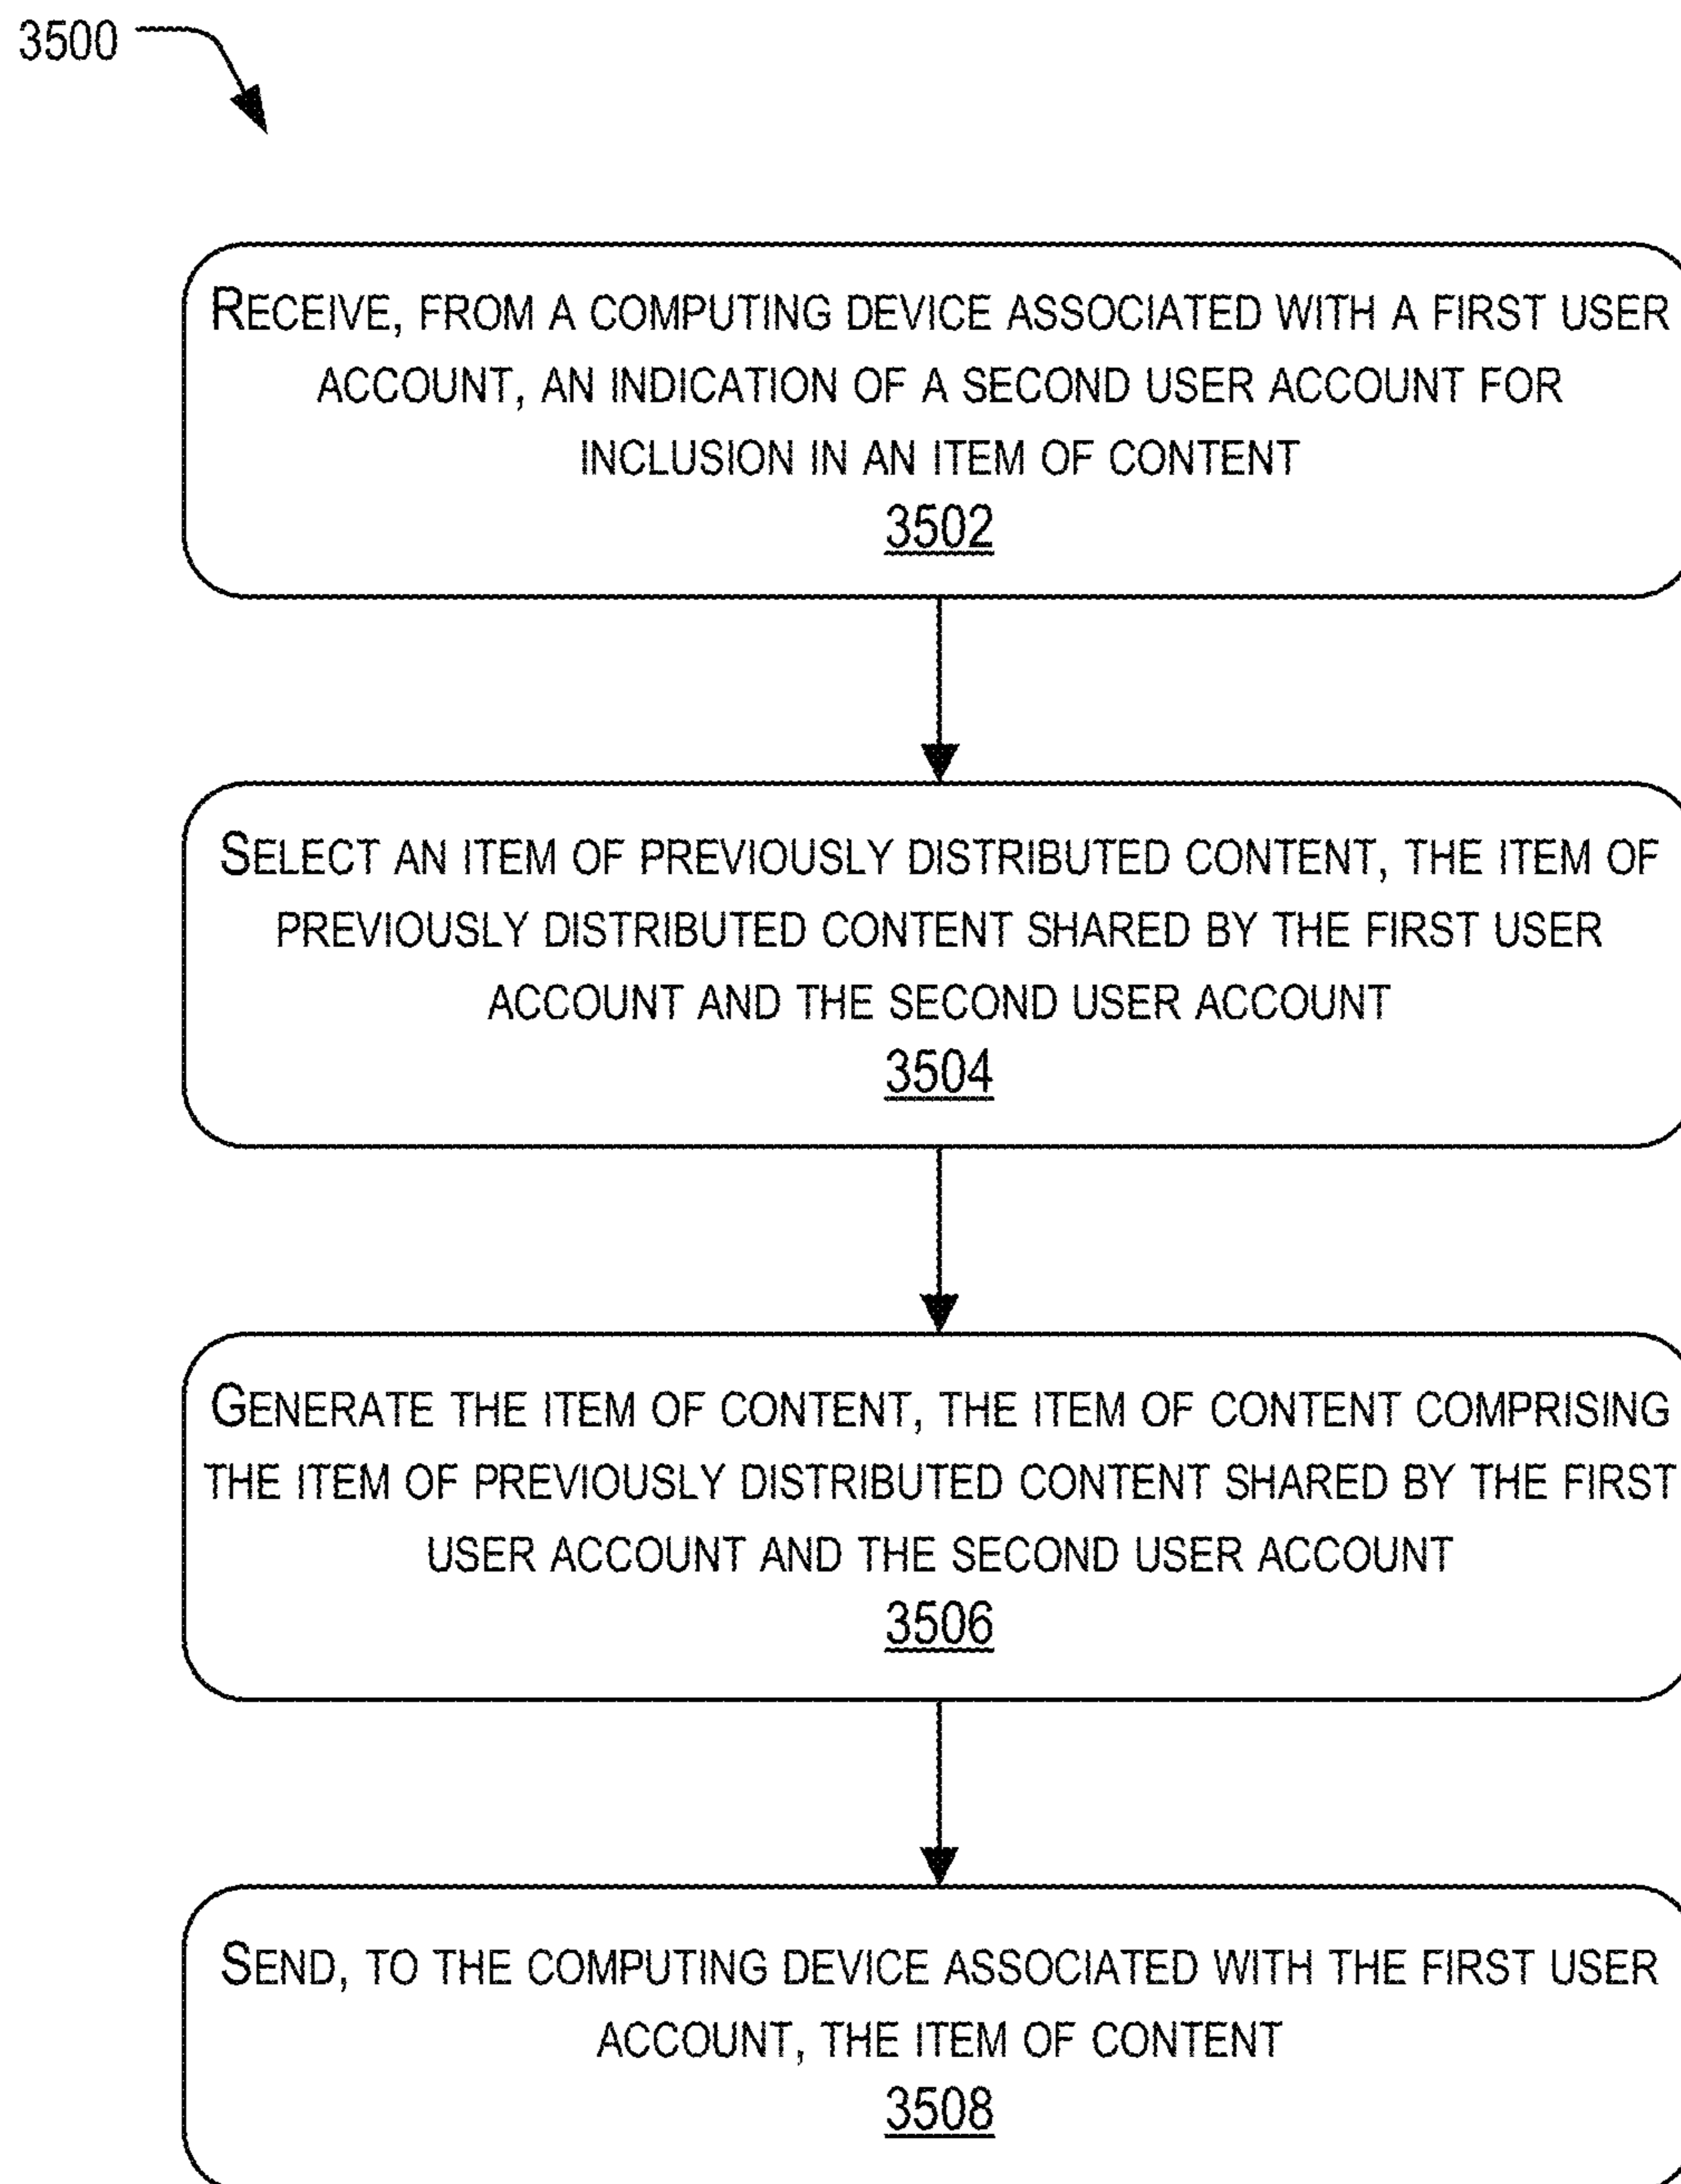 3500
RECEIVE, FROM A COMPUTING DEVICE ASSOCIATED WITH A FIRST USER
ACCOUNT, AN INDICATION OF A SECOND USER ACCOUNT FOR
INCLUSION IN AN ITEM OF CONTENT
3502
SELECT AN ITEM OF PREVIOUSLY DISTRIBUTED CONTENT, THE ITEM OF
PREVIOUSLY DISTRIBUTED CONTENT SHARED BY THE FIRST USER
ACCOUNT AND THE SECOND USER ACCOUNT
3504
GENERATE THE ITEM OF CONTENT, THE ITEM OF CONTENT COMPRISING
THE ITEM OF PREVIOUSLY DISTRIBUTED CONTENT SHARED BY THE FIRST
USER ACCOUNT AND THE SECOND USER ACCOUNT
3506
SEND, TO THE COMPUTING DEVICE ASSOCIATED WITH THE FIRST USER
ACCOUNT, THE ITEM OF CONTENT
3508